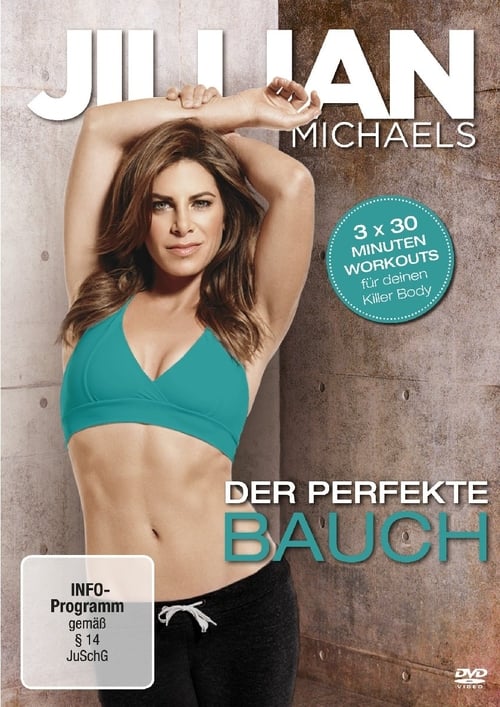 JILLIAN
MICHAELS
3 x 30
MINUTEN
WORKOUTS
für deinen
Killer Body
DER PERFEKTE
BAUCH
INFO-
Programm
gemäß
§ 14
JuSchG
DVD
VIDEO